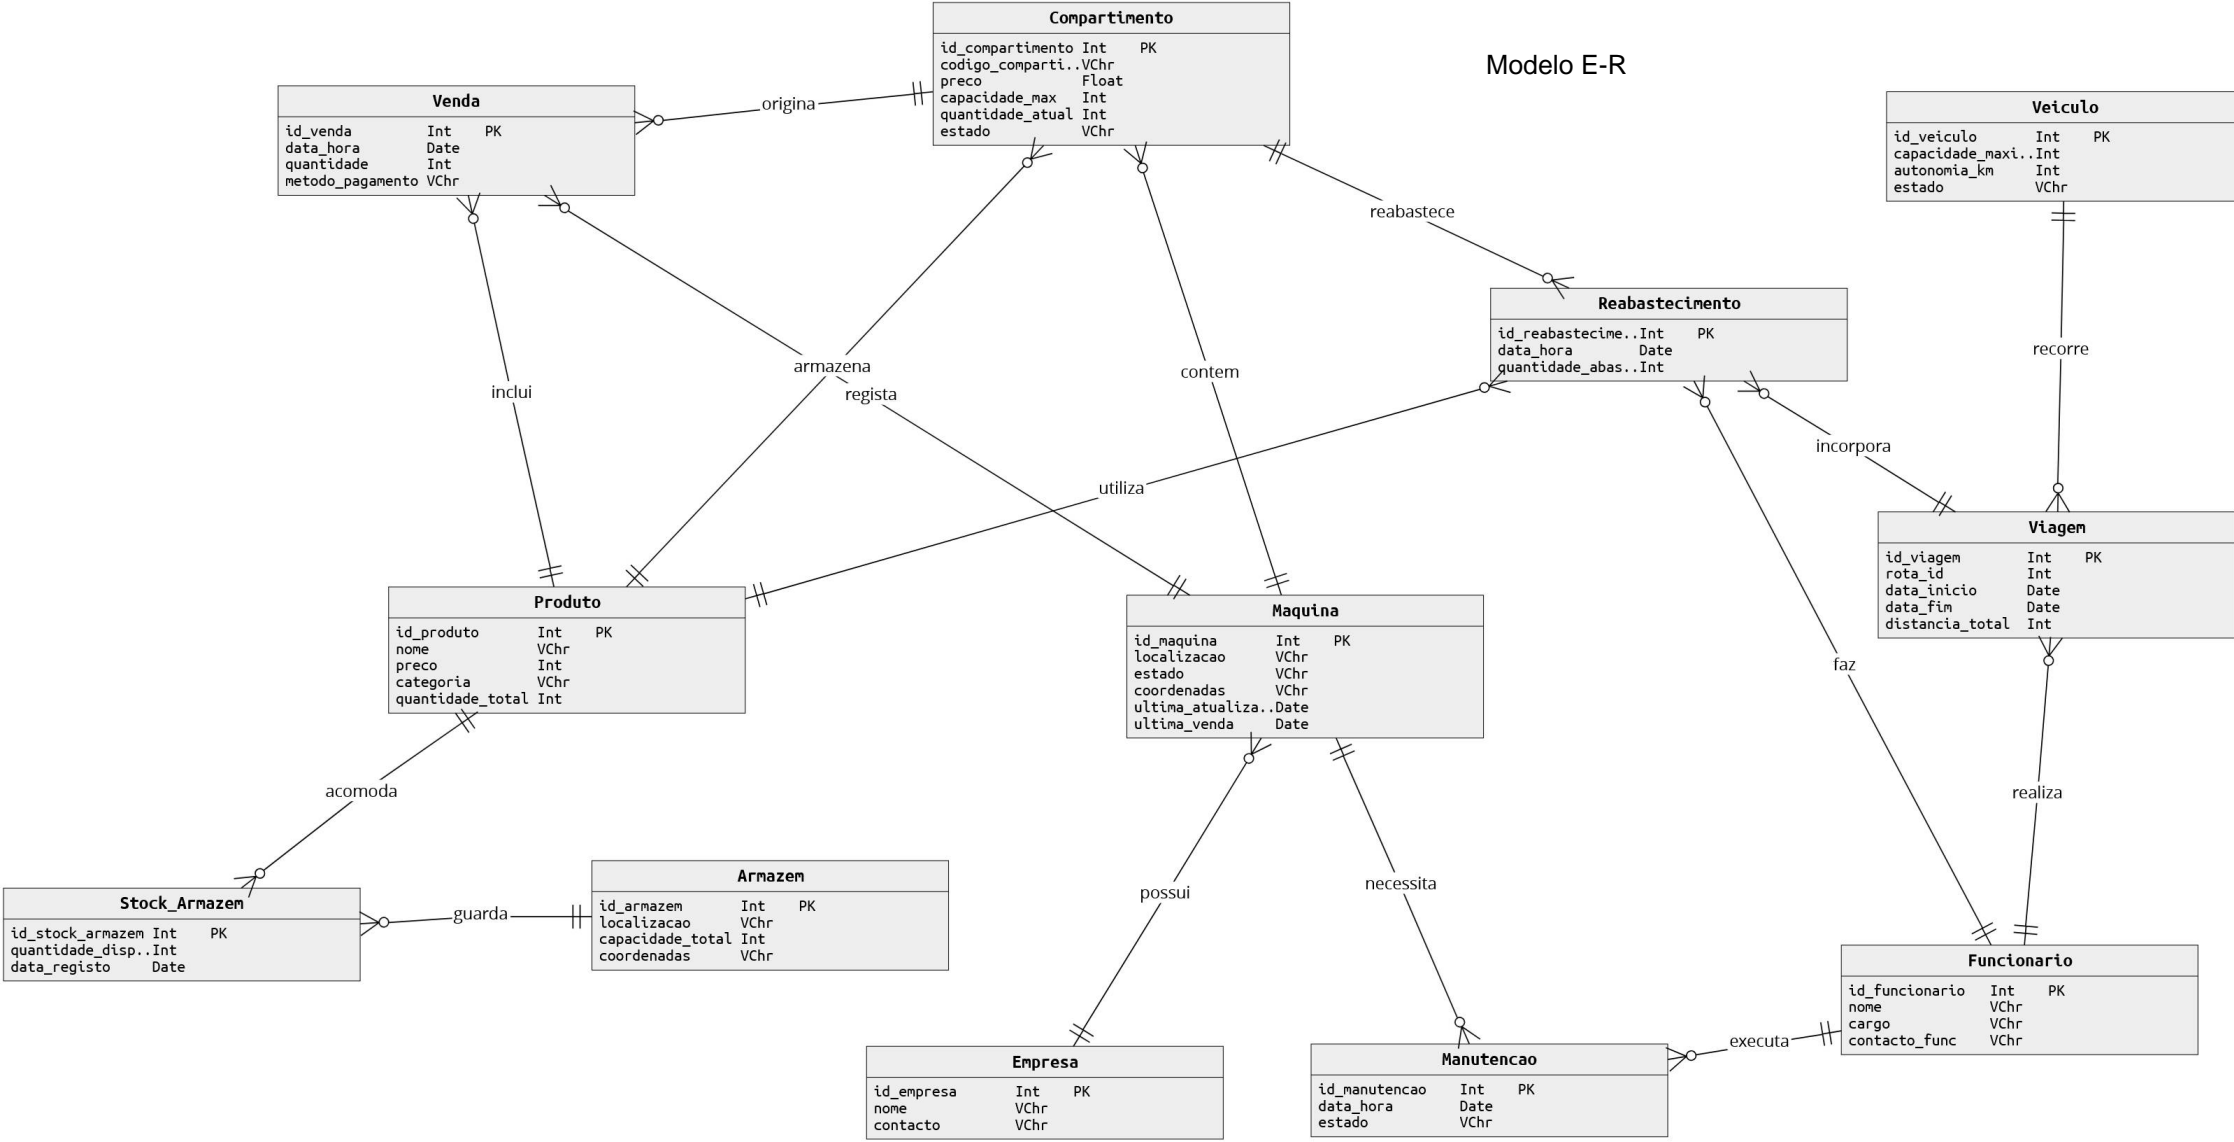 Modelo E-R
Compartimento
id_compartimento Int PK
codigo_comparti..VChr
preco Float
capacidade_max Int
quantidade_atual Int
estado VChr
Venda
id_venda Int PK
data_hora Date
quantidade Int
metodo_pagamento VChr
origina
Veiculo
id_veiculo Int PK
capacidade_maxi..Int
autonomia_km Int
estado VChr
reabastece
Reabastecimento
id_reabastecime..Int PK
data_hora Date
quantidade_abas..Int
recorre
armazena
contem
inclui
regista
incorpora
utiliza
Viagem
id_viagem Int PK
rota_id Int
data_inicio Date
data_fim Date
distancia_total Int
Produto
id_produto Int PK
nome VChr
preco Int
categoria VChr
quantidade_total Int
Maquina
id_maquina Int PK
localizacao VChr
estado VChr
coordenadas VChr
ultima_atualiza..Date
ultima_venda Date
faz
acomoda
realiza
Armazem
id_armazem Int PK
localizacao VChr
capacidade_total Int
coordenadas VChr
Stock_Armazem
id_stock_armazem Int PK
quantidade_disp..Int
data_registo Date
guarda
possui
necessita
Funcionario
id_funcionario Int PK
nome VChr
cargo VChr
contacto_func VChr
executa
Empresa
id_empresa Int PK
nome VChr
contacto VChr
Manutencao
id_manutencao Int PK
data_hora Date
estado VChr